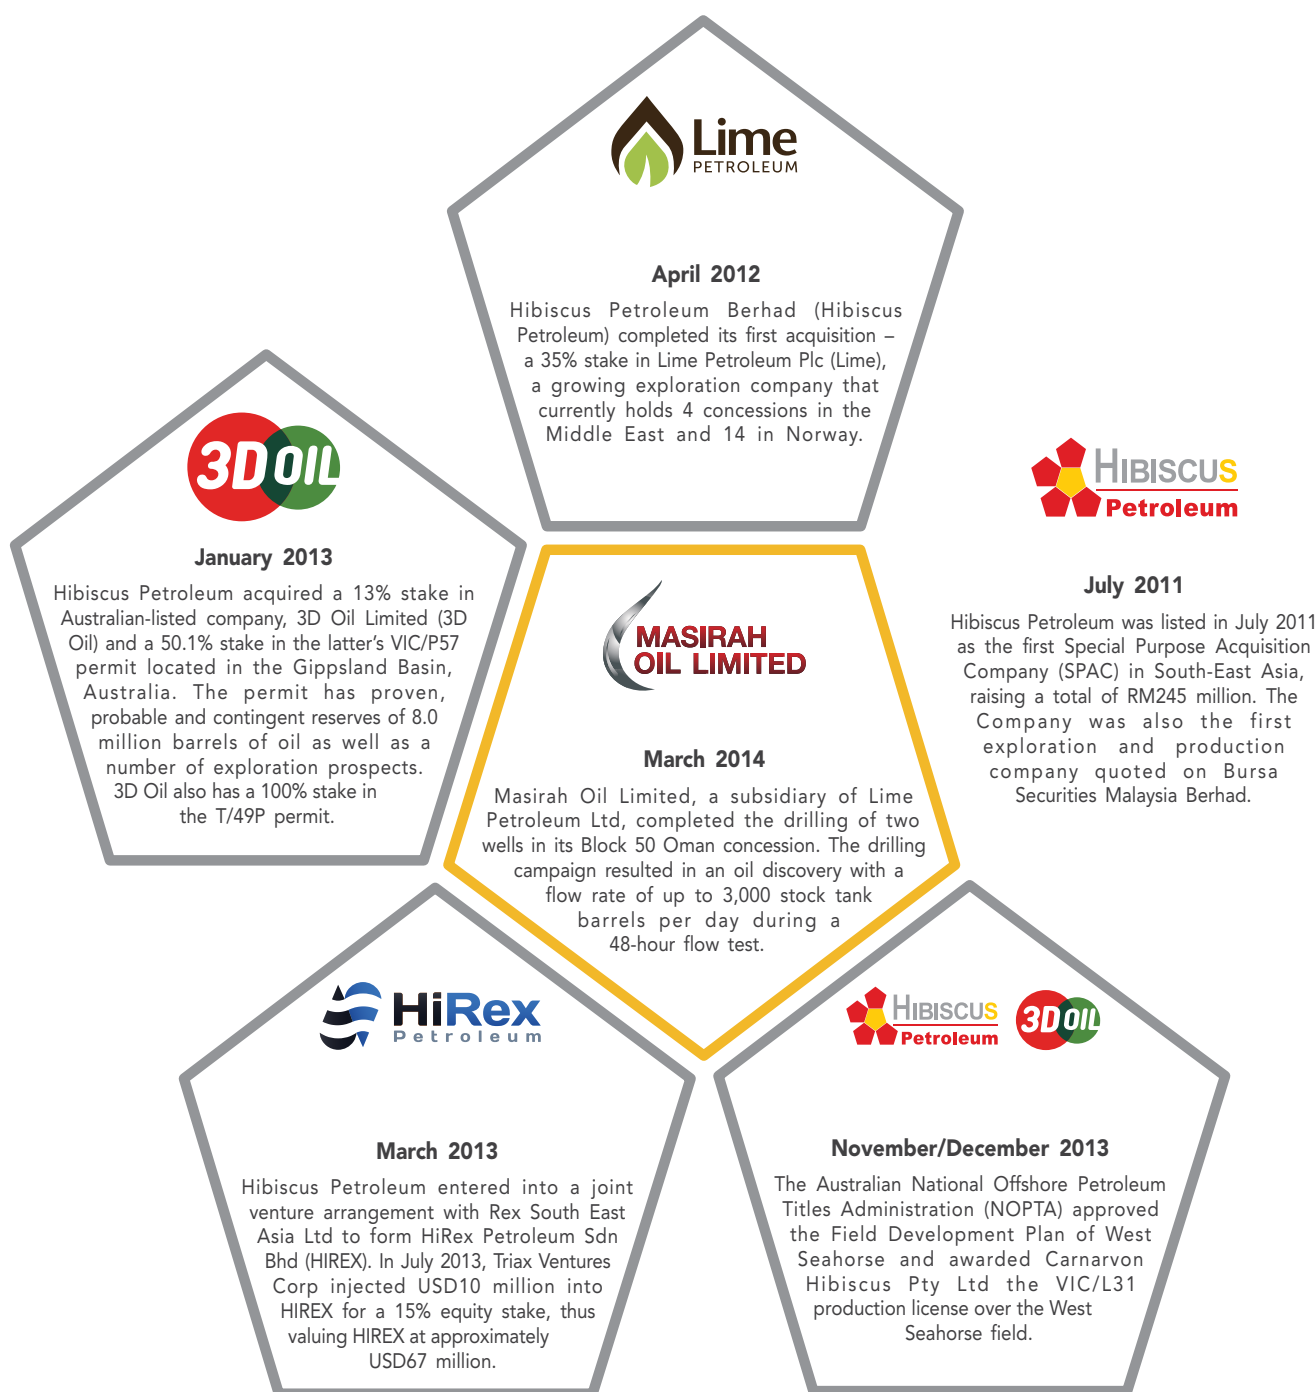 Lime
PETROLEUM
April 2012
Hibiscus Petroleum Berhad (Hibiscus
Petroleum) completed its first acquisition –
a 35% stake in Lime Petroleum Plc (Lime),
a growing exploration company that
currently holds 4 concessions in the
Middle East and 14 in Norway.
3D OIL
January 2013
Hibiscus Petroleum acquired a 13% stake in
Australian-listed company, 3D Oil Limited (3D
Oil) and a 50.1% stake in the latter's VIC/P57
permit located in the Gippsland Basin,
Australia. The permit has proven,
probable and contingent reserves of 8.0
million barrels of oil as well as a
number of exploration prospects.
3D Oil also has a 100% stake in
the T/49P permit.
HIBISCUS
Petroleum
July 2011
Hibiscus Petroleum was listed in July 2011
as the first Special Purpose Acquisition
Company (SPAC) in South-East Asia,
raising a total of RM245 million. The
Company was also the first
exploration and production
company quoted on Bursa
Securities Malaysia Berhad.
MASIRAH
OIL LIMITED
March 2014
Masirah Oil Limited, a subsidiary of Lime
Petroleum Ltd, completed the drilling of two
wells in its Block 50 Oman concession. The drilling
campaign resulted in an oil discovery with a
flow rate of up to 3,000 stock tank
barrels per day during a
48-hour flow test.
HiRex
Petroleum
March 2013
Hibiscus Petroleum entered into a joint
venture arrangement with Rex South East
Asia Ltd to form HiRex Petroleum Sdn
Bhd (HIREX). In July 2013, Triax Ventures
Corp injected USD10 million into
HIREX for a 15% equity stake, thus
valuing HIREX at approximately
USD67 million.
HIBISCUS
Petroleum
3D OIL
November/December 2013
The Australian National Offshore Petroleum
Titles Administration (NOPTA) approved
the Field Development Plan of West
Seahorse and awarded Carnarvon
Hibiscus Pty Ltd the VIC/L31
production license over the West
Seahorse field.